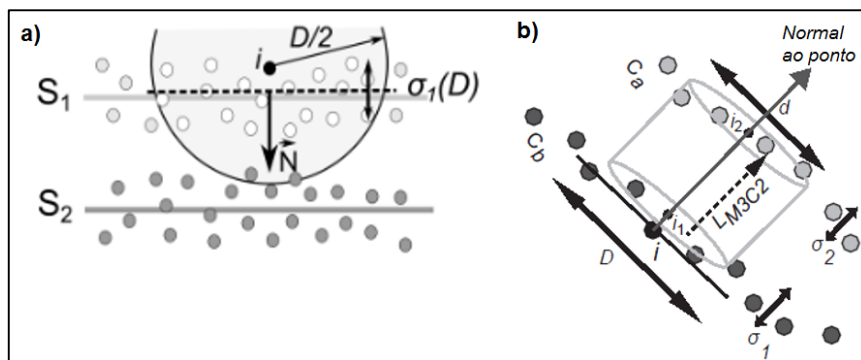 a)
i
D/2
S₁
σ₁(D)
N⃗
S₂
b)
Normal
ao ponto
Ca
Cb
d
i₂
i₁
LM3C2
i
D
σ₂
σ₁